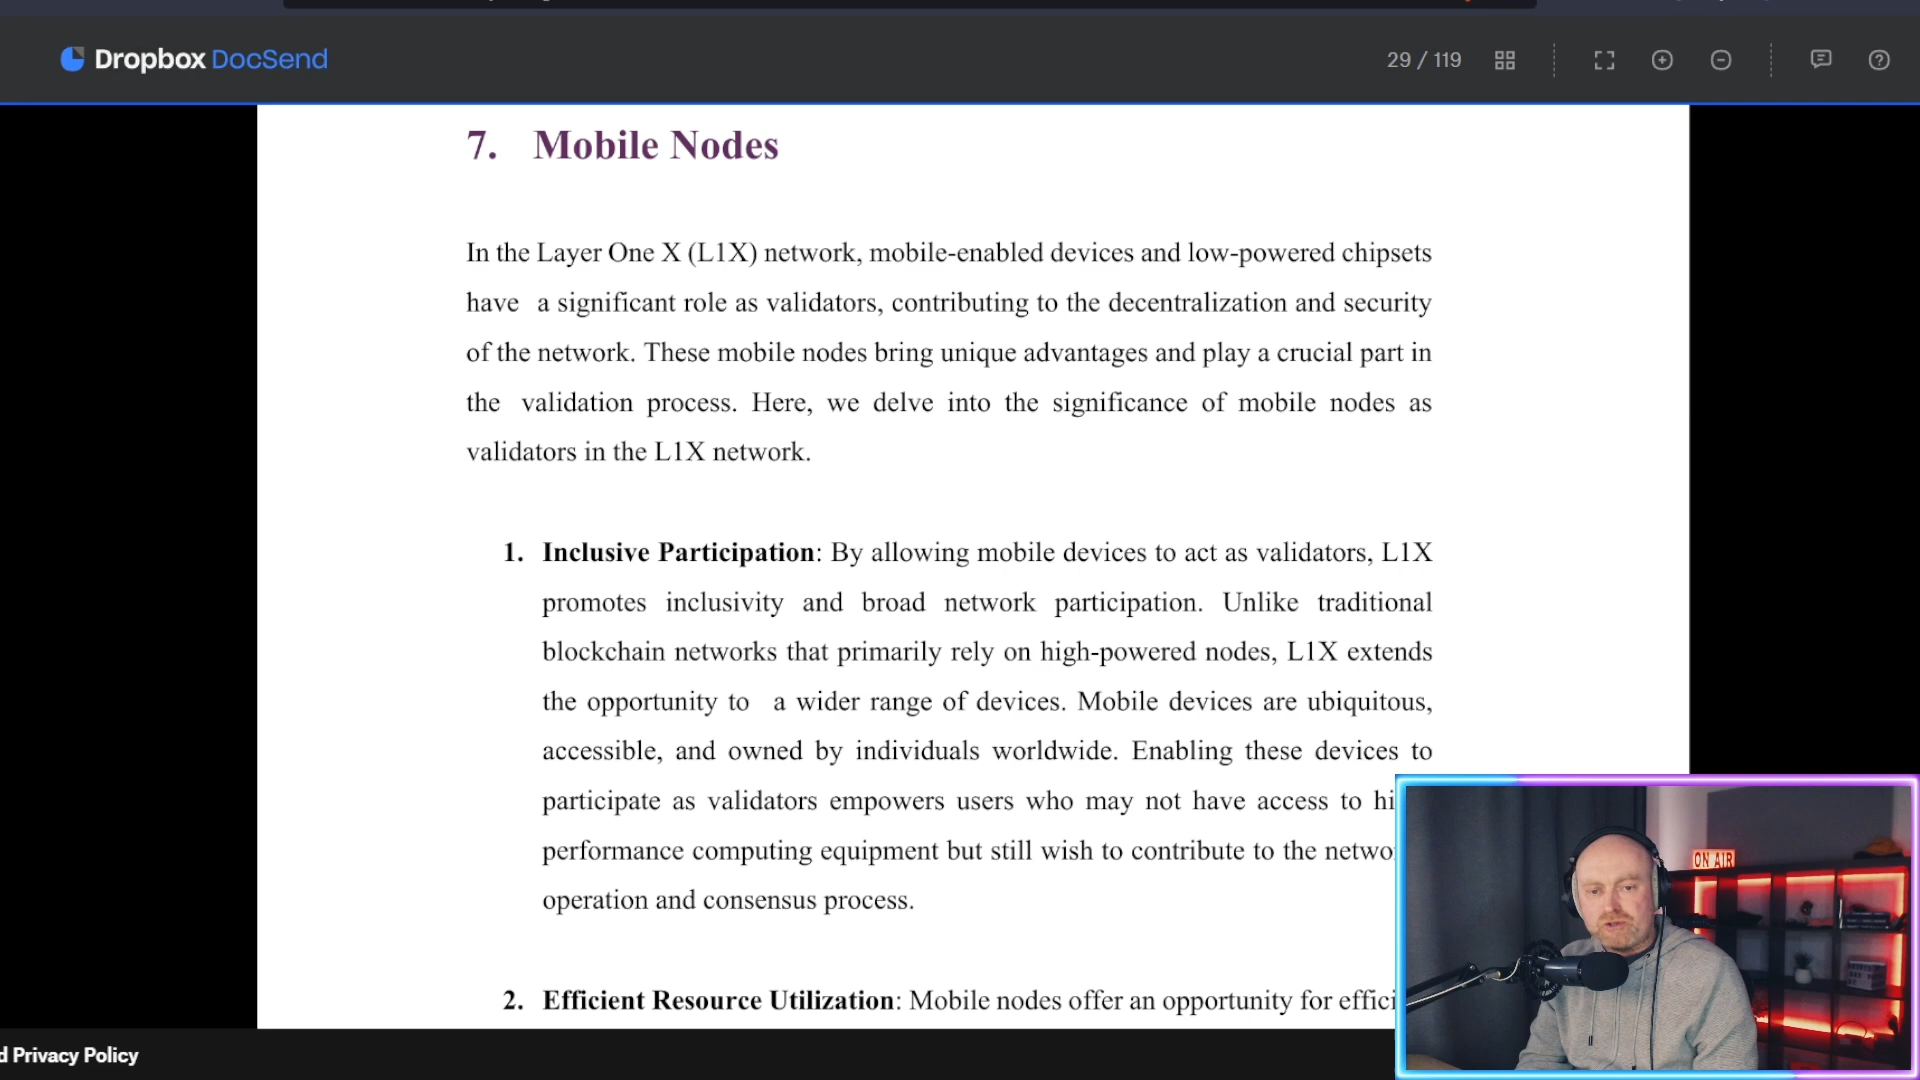 Dropbox DocSend
29 / 119
7. Mobile Nodes
In the Layer One X (L1X) network, mobile-enabled devices and low-powered chipsets
have a significant role as validators, contributing to the decentralization and security
of the network. These mobile nodes bring unique advantages and play a crucial part in
the validation process. Here, we delve into the significance of mobile nodes as
validators in the L1X network.
1. Inclusive Participation: By allowing mobile devices to act as validators, L1X
promotes inclusivity and broad network participation. Unlike traditional
blockchain networks that primarily rely on high-powered nodes, L1X extends
the opportunity to a wider range of devices. Mobile devices are ubiquitous,
accessible, and owned by individuals worldwide. Enabling these devices to
participate as validators empowers users who may not have access to hi
performance computing equipment but still wish to contribute to the netwo
operation and consensus process.
2. Efficient Resource Utilization: Mobile nodes offer an opportunity for effici
ON AIR
d Privacy Policy